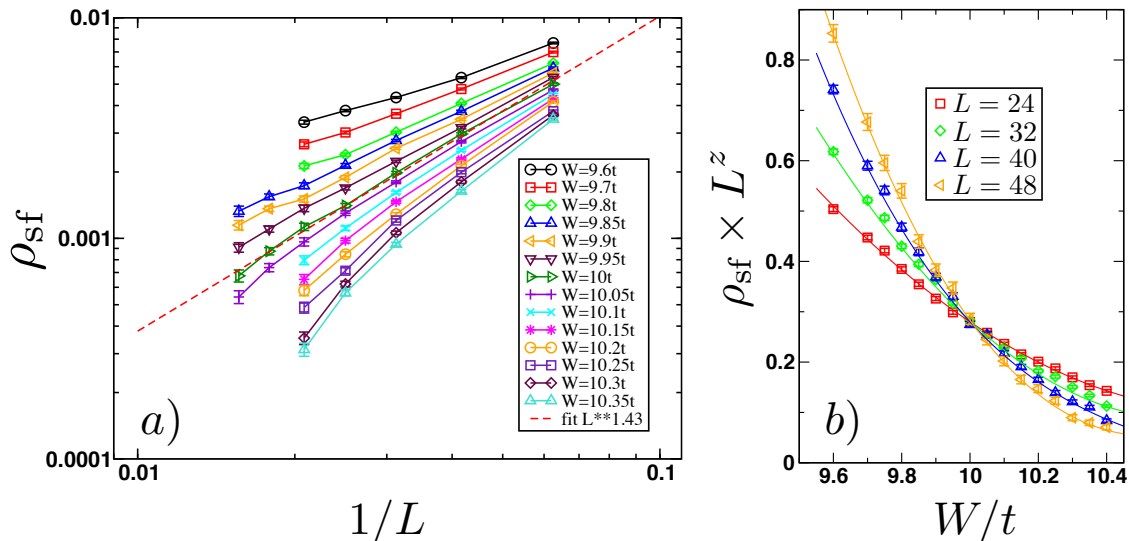 0.01
0.001
0.0001
ρsf
0.01
0.1
1/L
a)
W=9.6t
W=9.7t
W=9.8t
W=9.85t
W=9.9t
W=9.95t
W=10t
W=10.05t
W=10.1t
W=10.15t
W=10.2t
W=10.25t
W=10.3t
W=10.35t
fit L**1.43
0.8
0.6
0.4
0.2
0
ρsf × L^z
L = 24
L = 32
L = 40
L = 48
b)
9.6 9.8 10 10.2 10.4
W/t